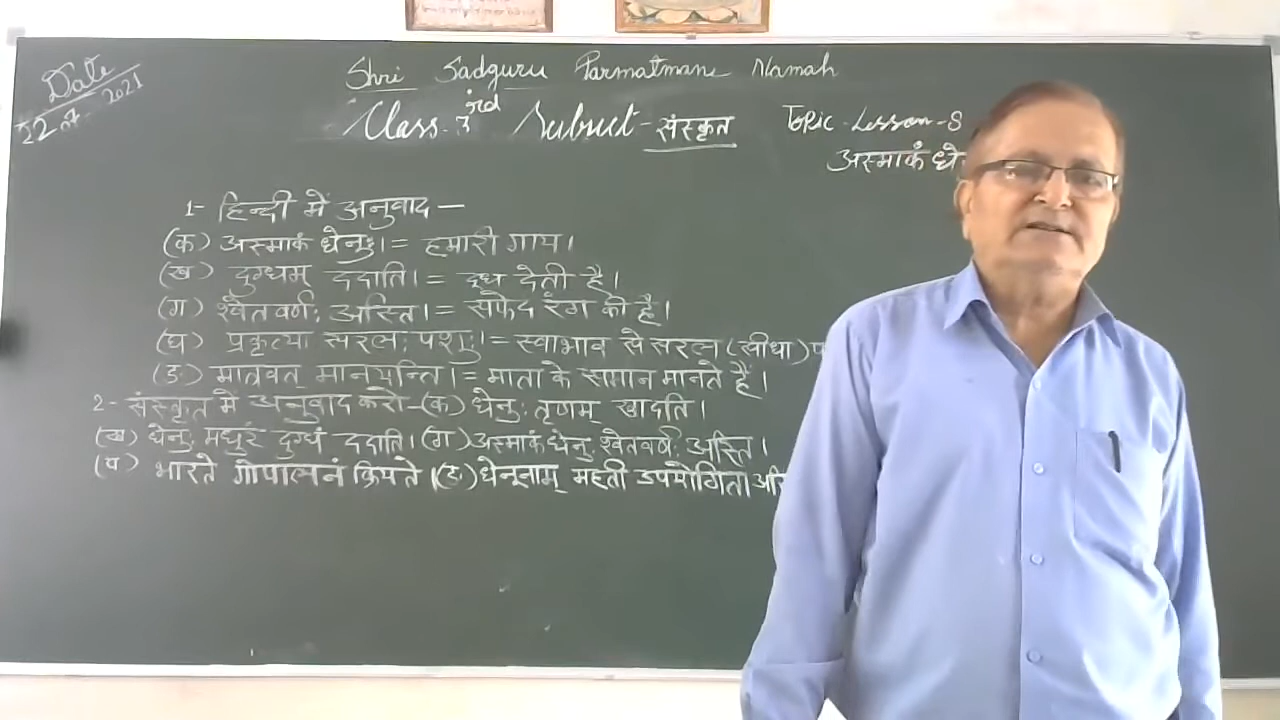 Date
22.07.2021
Shri Sadguru Parmatmane Namah
Class-3rd Subject-संस्कृत Topic-Lesson-8
अस्माकं
1- हिन्दी में अनुवाद —
(क) अस्माकं धेनुः।= हमारी गाय।
(ख) दुग्धम् ददाति।= दूध देती है।
(ग) श्वेतवर्णः अस्ति।= सफेद रंग की है।
(घ) प्रकृत्या सरलः पशुः।= स्वाभाव से सरल (सीधा)
(ङ) मात्रवत् मानयन्ति।= माता के समान मानते हैं।
2- संस्कृत में अनुवाद करो-(क) धेनुः तृणम् खादति।
(ख) धेनुः मधुरं दुग्धं ददाति। (ग) अस्माकं धेनु श्वेतवर्णः अस्ति।
(घ) भारते गोपालनं क्रियते। (ङ) धेनूनाम् महती उपयोगिता